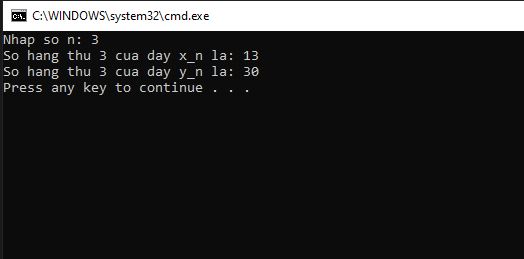 C:\WINDOWS\system32\cmd.exe
Nhap so n: 3
So hang thu 3 cua day x_n la: 13
So hang thu 3 cua day y_n la: 30
Press any key to continue . . .